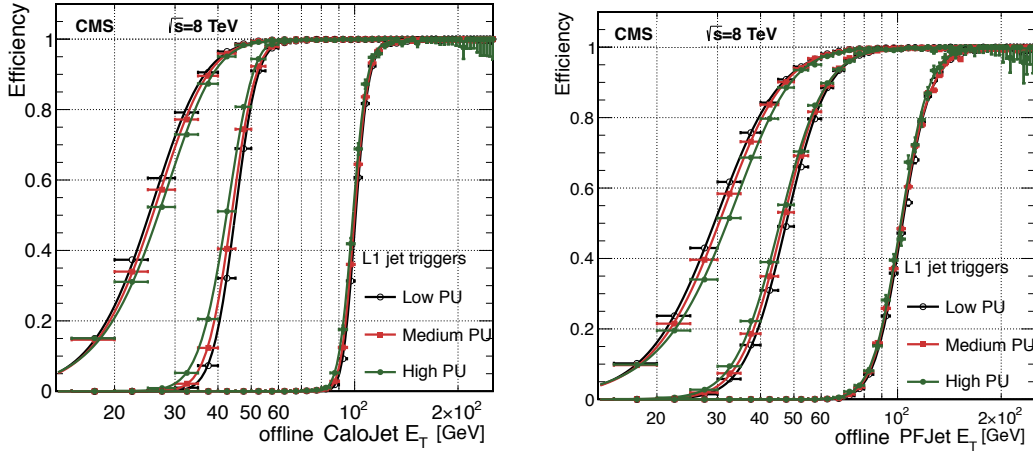 CMS √s=8 TeV
Efficiency
1
0.8
0.6
0.4
0.2
0
L1 jet triggers
Low PU
Medium PU
High PU
20 30 40 50 60 10² 2×10²
offline CaloJet E_T [GeV]
CMS √s=8 TeV
Efficiency
1
0.8
0.6
0.4
0.2
0
L1 jet triggers
Low PU
Medium PU
High PU
20 30 40 50 60 10² 2×10²
offline PFJet E_T [GeV]